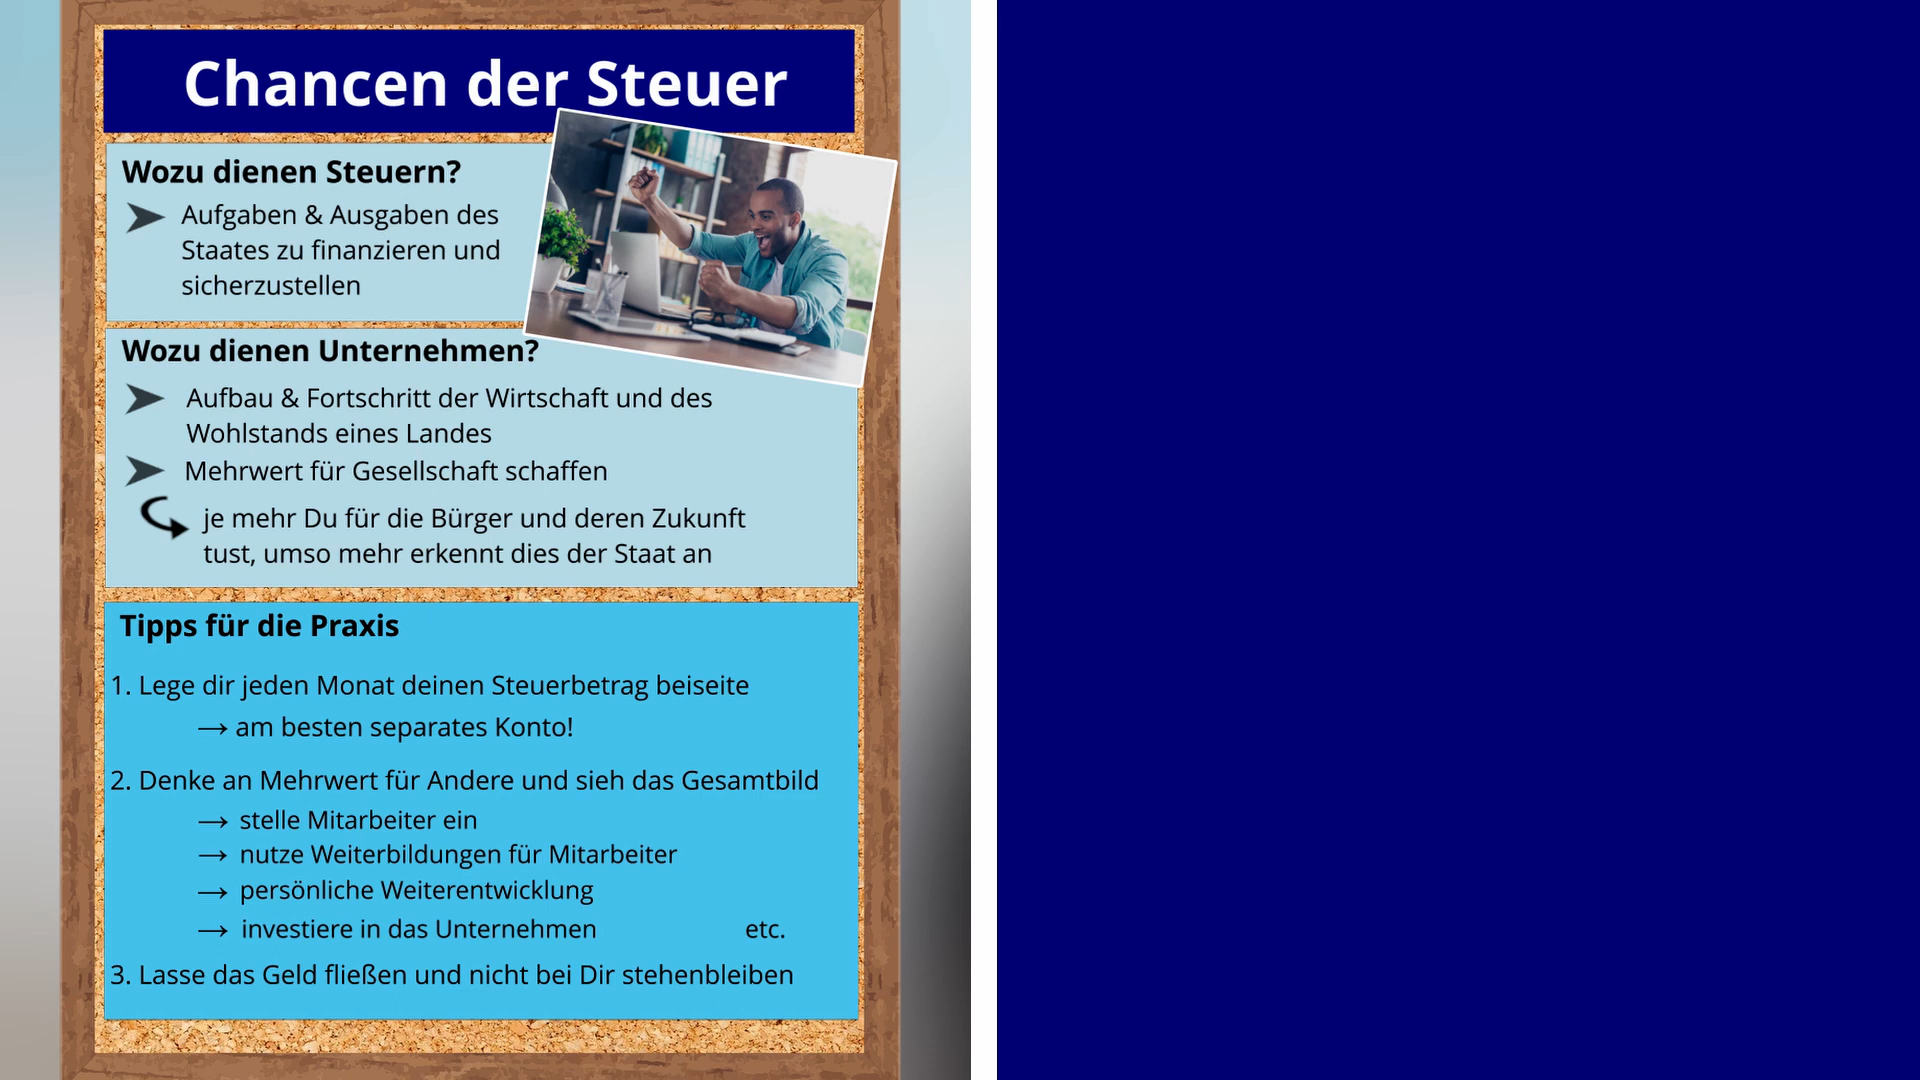 Chancen der Steuer
Wozu dienen Steuern?
Aufgaben & Ausgaben des
Staates zu finanzieren und
sicherzustellen
Wozu dienen Unternehmen?
Aufbau & Fortschritt der Wirtschaft und des
Wohlstands eines Landes
Mehrwert für Gesellschaft schaffen
je mehr Du für die Bürger und deren Zukunft
tust, umso mehr erkennt dies der Staat an
Tipps für die Praxis
1. Lege dir jeden Monat deinen Steuerbetrag beiseite
→ am besten separates Konto!
2. Denke an Mehrwert für Andere und sieh das Gesamtbild
→ stelle Mitarbeiter ein
→ nutze Weiterbildungen für Mitarbeiter
→ persönliche Weiterentwicklung
→ investiere in das Unternehmen etc.
3. Lasse das Geld fließen und nicht bei Dir stehenbleiben